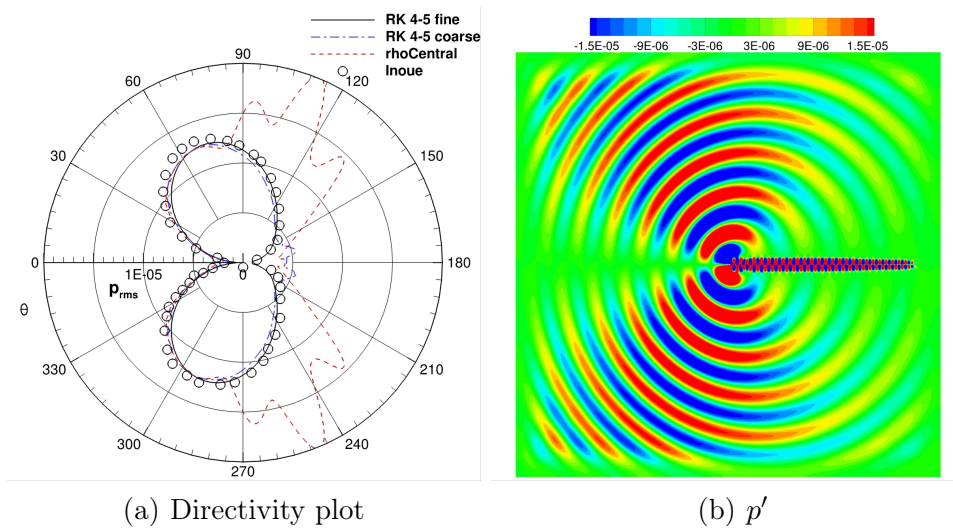 RK 4-5 fine
RK 4-5 coarse
rhoCentral
Inoue
90
60
120
30
150
0
1E-05
0
180
p_rms
θ
330
210
300
240
270
-1.5E-05 -9E-06 -3E-06 3E-06 9E-06 1.5E-05
(a) Directivity plot
(b) p′